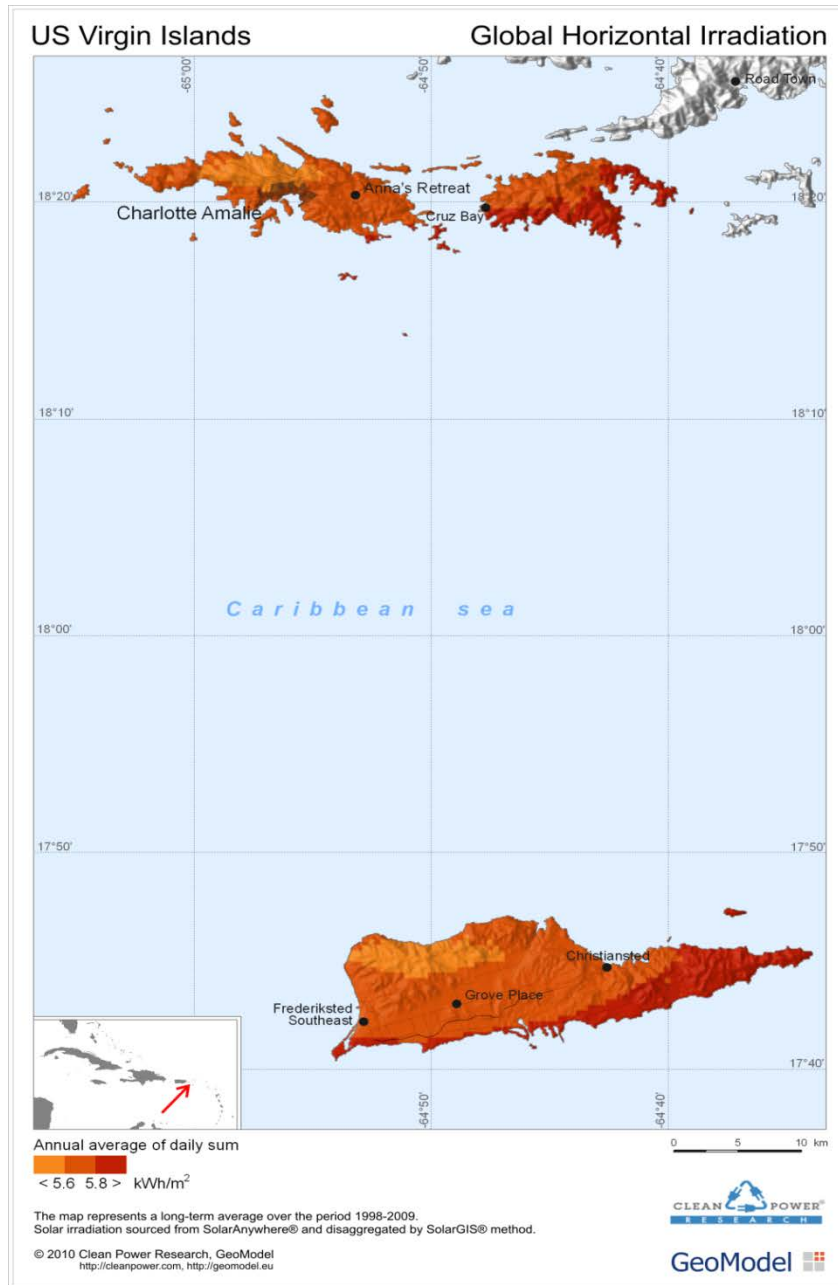 US Virgin Islands
Global Horizontal Irradiation
-65°00'
-64°50'
-64°40'
Road Town
18°20'
Anna's Retreat
18°20'
Charlotte Amalie
Cruz Bay
18°10'
18°10'
Caribbean sea
18°00'
18°00'
17°50'
17°50'
Christiansted
Grove Place
Frederiksted
Southeast
17°40'
17°40'
-64°50'
-64°40'
Annual average of daily sum
< 5.6 5.8 > kWh/m²
0 5 10 km
The map represents a long-term average over the period 1998-2009.
Solar irradiation sourced from SolarAnywhere® and disaggregated by SolarGIS® method.
© 2010 Clean Power Research, GeoModel
http://cleanpower.com, http://geomodel.eu
CLEAN POWER
RESEARCH
GeoModel